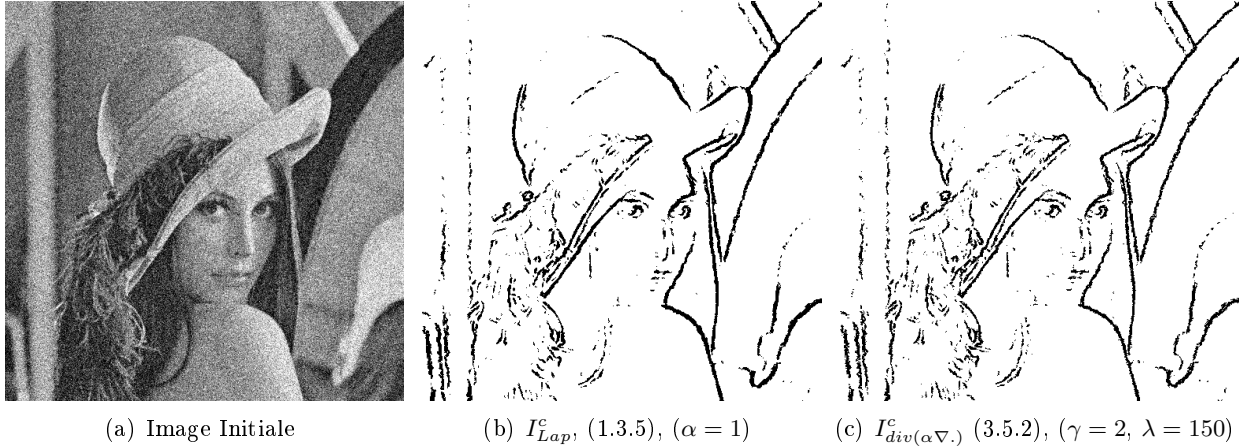 (a) Image Initiale
(b) I^c_{Lap}, (1.3.5), (α = 1)
(c) I^c_{div(α∇.)} (3.5.2), (γ = 2, λ = 150)